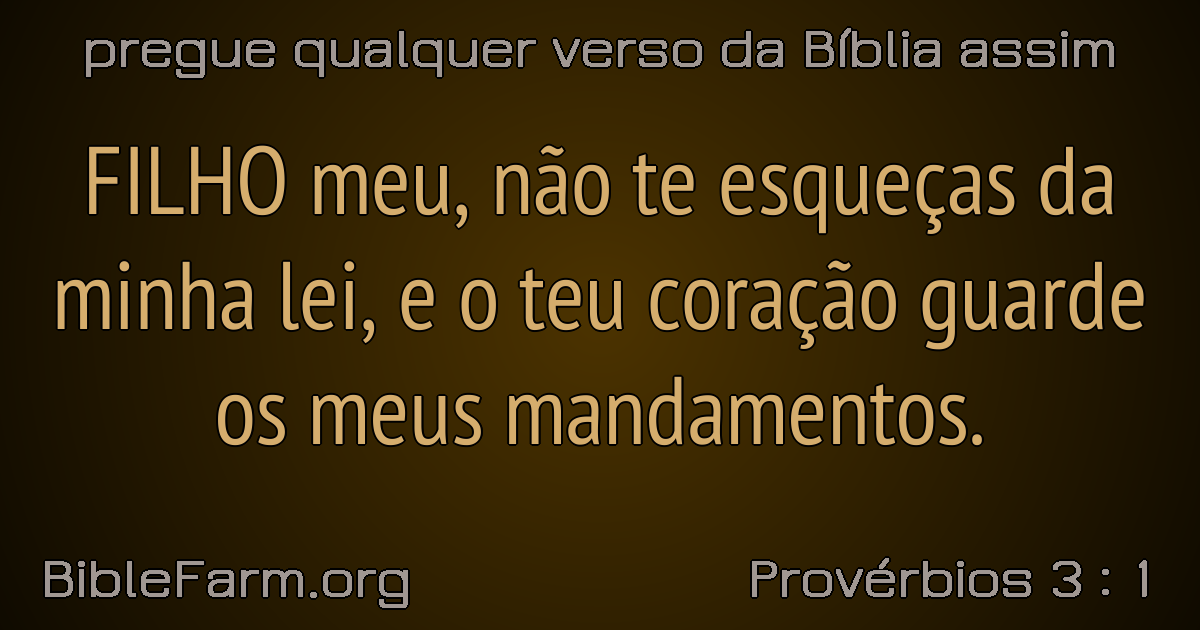 pregue qualquer verso da Bíblia assim
FILHO meu, não te esqueças da
minha lei, e o teu coração guarde
os meus mandamentos.
BibleFarm.org
Provérbios 3 : 1